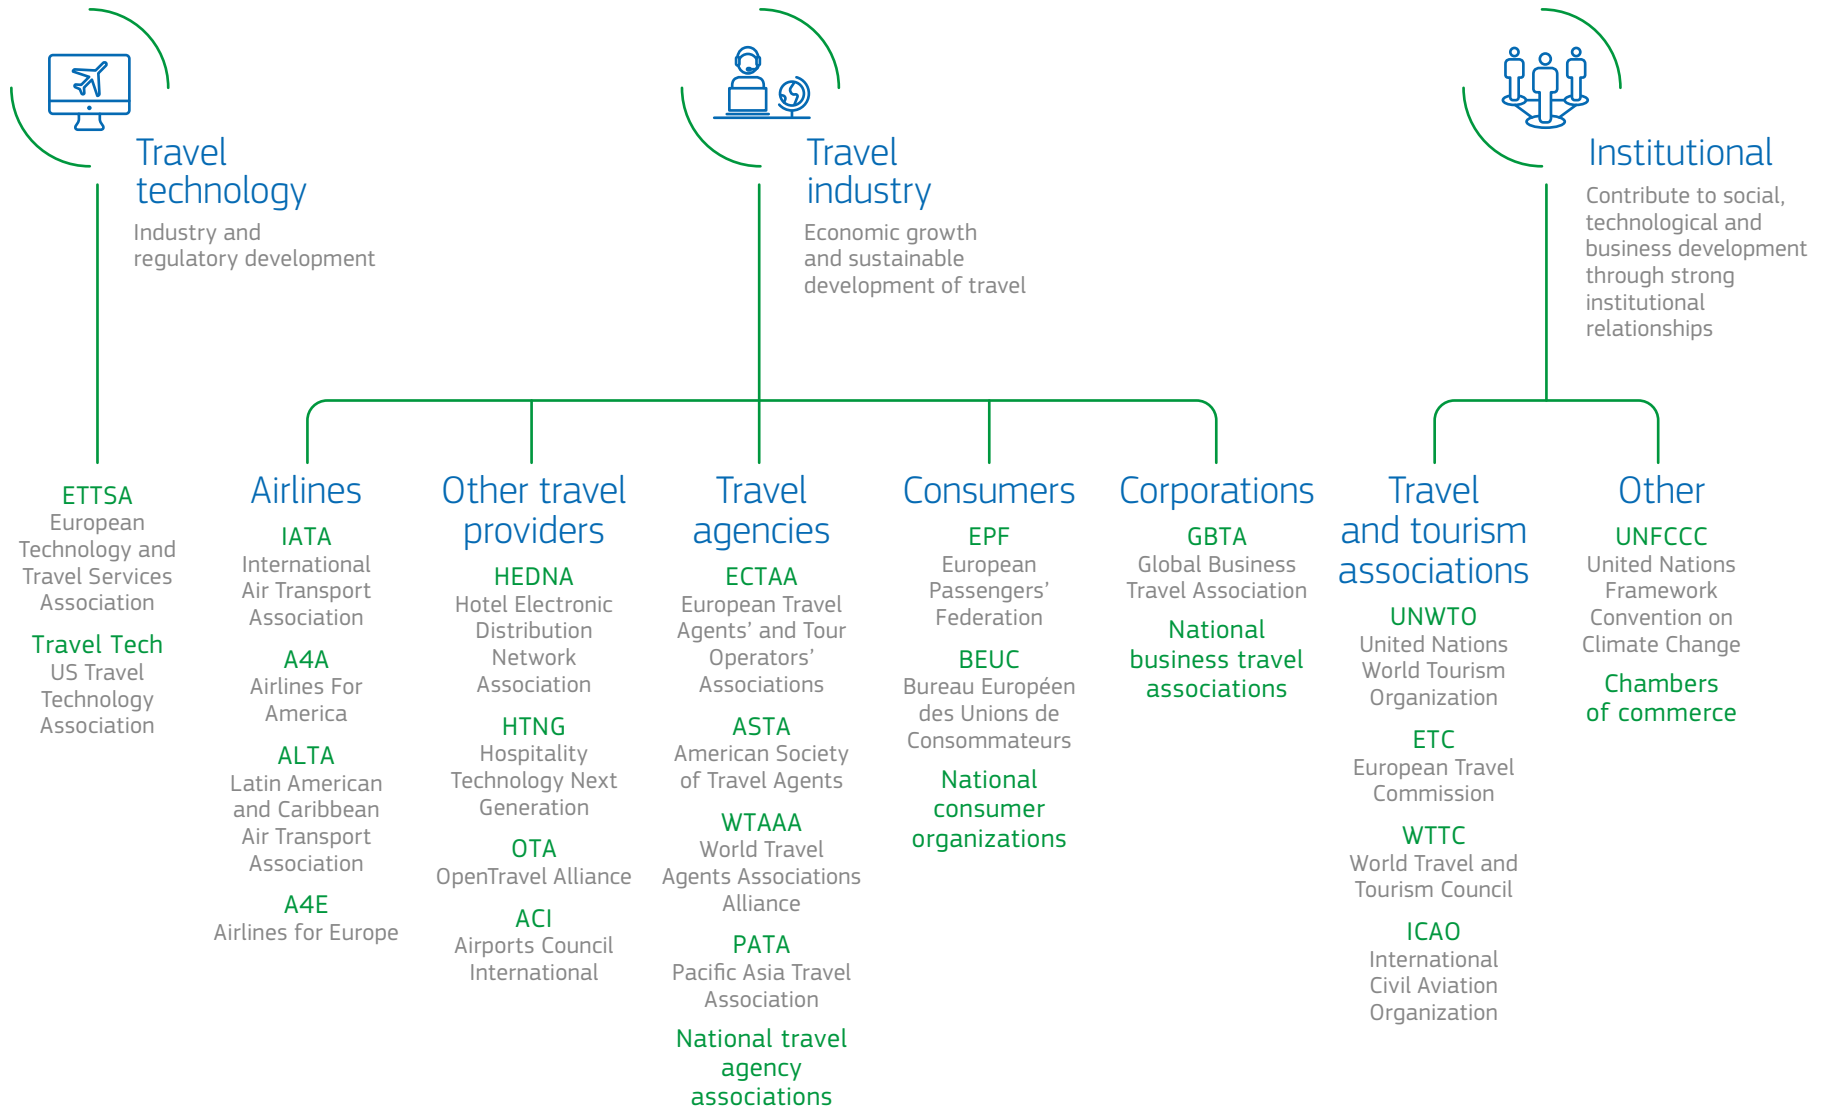 Travel
technology
Industry and
regulatory development
Travel
industry
Economic growth
and sustainable
development of travel
Institutional
Contribute to social,
technological and
business development
through strong
institutional
relationships
ETTSA
European
Technology and
Travel Services
Association
Travel Tech
US Travel
Technology
Association
Airlines
IATA
International
Air Transport
Association
A4A
Airlines For
America
ALTA
Latin American
and Caribbean
Air Transport
Association
A4E
Airlines for Europe
Other travel
providers
HEDNA
Hotel Electronic
Distribution
Network
Association
HTNG
Hospitality
Technology Next
Generation
OTA
OpenTravel Alliance
ACI
Airports Council
International
Travel
agencies
ECTAA
European Travel
Agents’ and Tour
Operators’
Associations
ASTA
American Society
of Travel Agents
WTAAA
World Travel
Agents Associations
Alliance
PATA
Pacific Asia Travel
Association
National travel
agency
associations
Consumers
EPF
European
Passengers’
Federation
BEUC
Bureau Européen
des Unions de
Consommateurs
National
consumer
organizations
Corporations
GBTA
Global Business
Travel Association
National
business travel
associations
Travel
and tourism
associations
UNWTO
United Nations
World Tourism
Organization
ETC
European Travel
Commission
WTTC
World Travel and
Tourism Council
ICAO
International
Civil Aviation
Organization
Other
UNFCCC
United Nations
Framework
Convention on
Climate Change
Chambers
of commerce